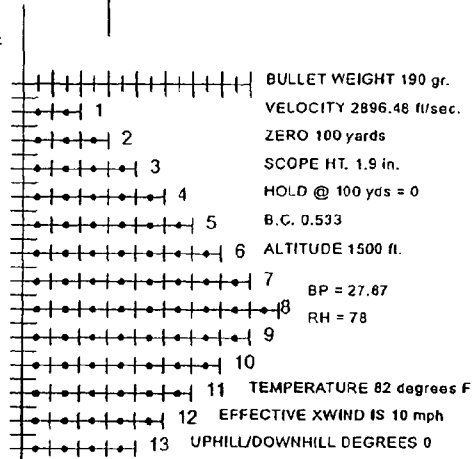 BULLET WEIGHT 190 gr.
1 VELOCITY 2896.48 ft/sec.
2 ZERO 100 yards
3 SCOPE HT. 1.9 in.
4 HOLD @ 100 yds = 0
5 B.C. 0.533
6 ALTITUDE 1500 ft.
7
BP = 27.87
8
RH = 78
9
10
11 TEMPERATURE 82 degrees F
12 EFFECTIVE XWIND IS 10 mph
13 UPHILL/DOWNHILL DEGREES 0